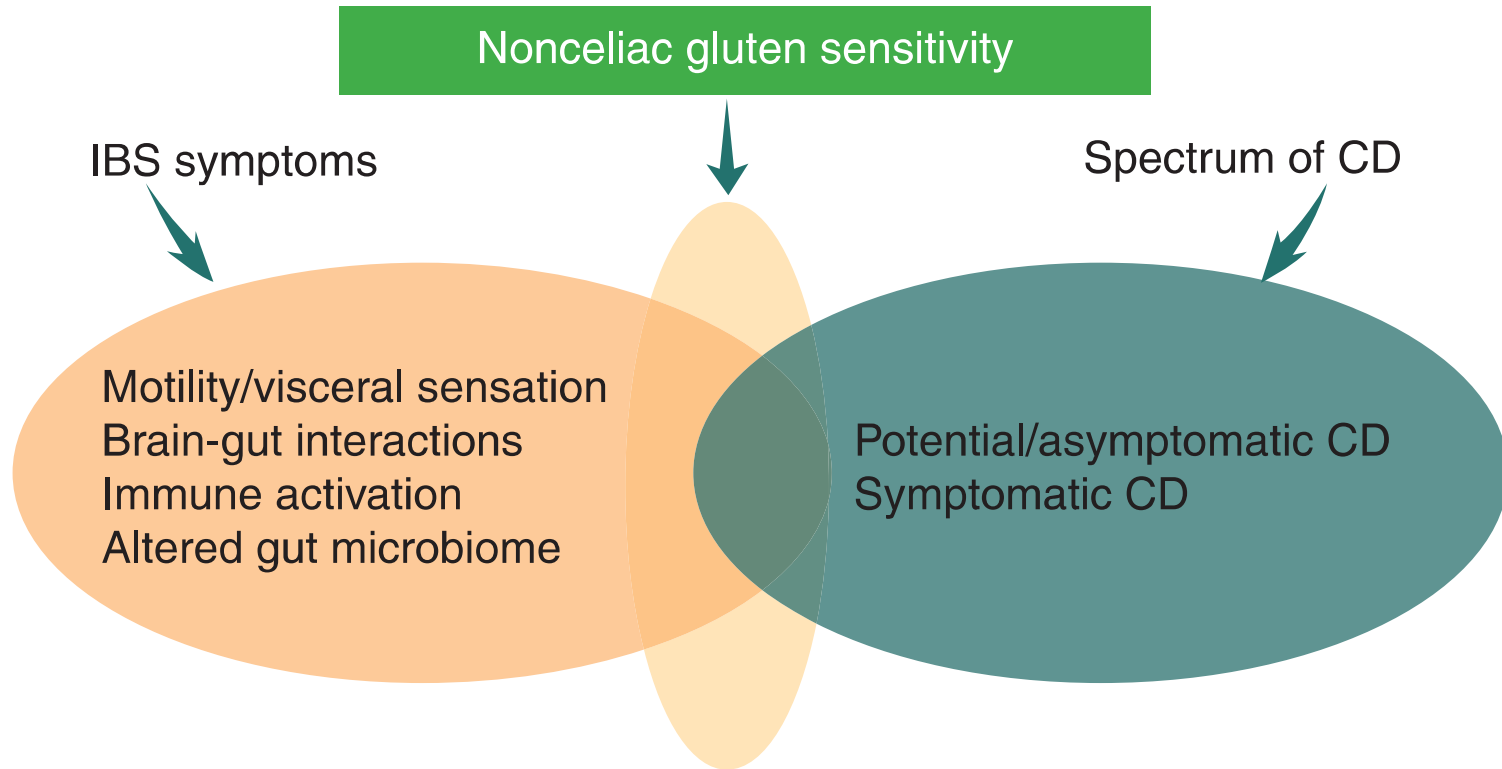 Nonceliac gluten sensitivity
IBS symptoms
Spectrum of CD
Motility/visceral sensation
Brain-gut interactions
Immune activation
Altered gut microbiome
Potential/asymptomatic CD
Symptomatic CD